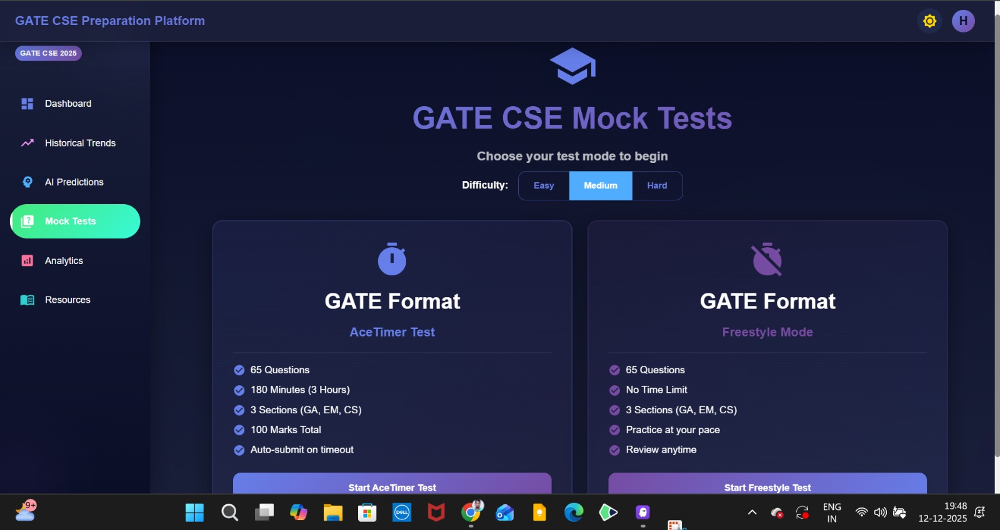 GATE CSE Preparation Platform
H
GATE CSE 2025
Dashboard
Historical Trends
AI Predictions
Mock Tests
Analytics
Resources
GATE CSE Mock Tests
Choose your test mode to begin
Difficulty: Easy Medium Hard
GATE Format
AceTimer Test
65 Questions
180 Minutes (3 Hours)
3 Sections (GA, EM, CS)
100 Marks Total
Auto-submit on timeout
Start AceTimer Test
GATE Format
Freestyle Mode
65 Questions
No Time Limit
3 Sections (GA, EM, CS)
Practice at your pace
Review anytime
Start Freestyle Test
9+
DELL
ENG
IN
19:48
12-12-2025